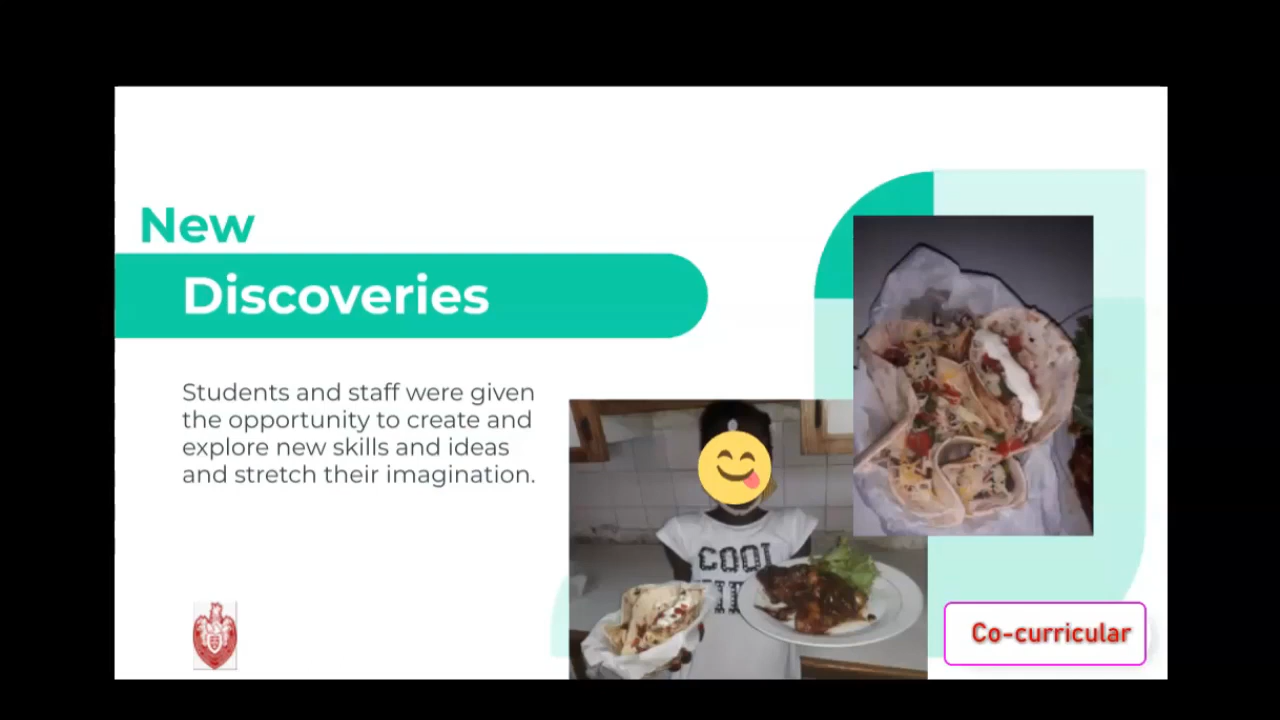 New
Discoveries
Students and staff were given
the opportunity to create and
explore new skills and ideas
and stretch their imagination.
COOL
Co-curricular